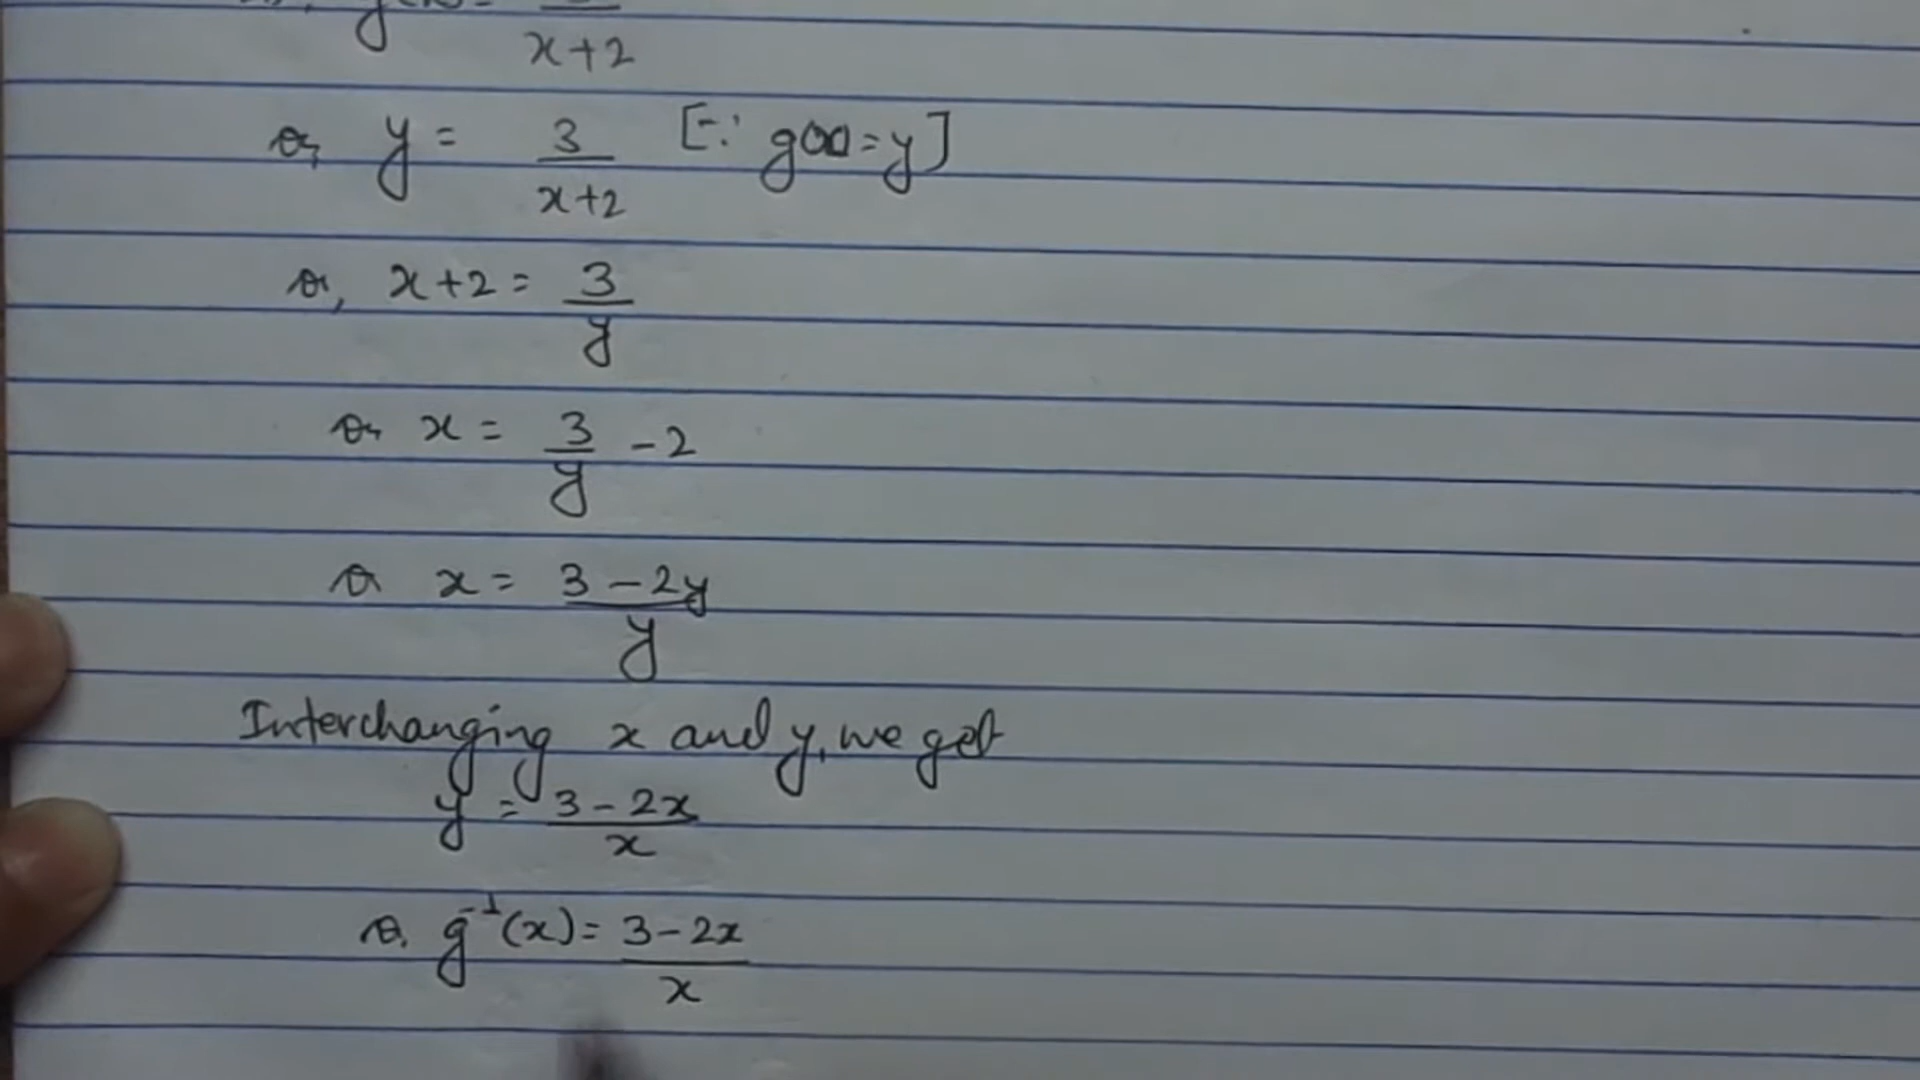 x+2
or, y = 3/(x+2) [∵ g(x)=y]
or, x+2 = 3/y
or x = 3/y - 2
or x = (3-2y)/y
Interchanging x and y, we get
y = (3-2x)/x
or, g⁻¹(x) = (3-2x)/x